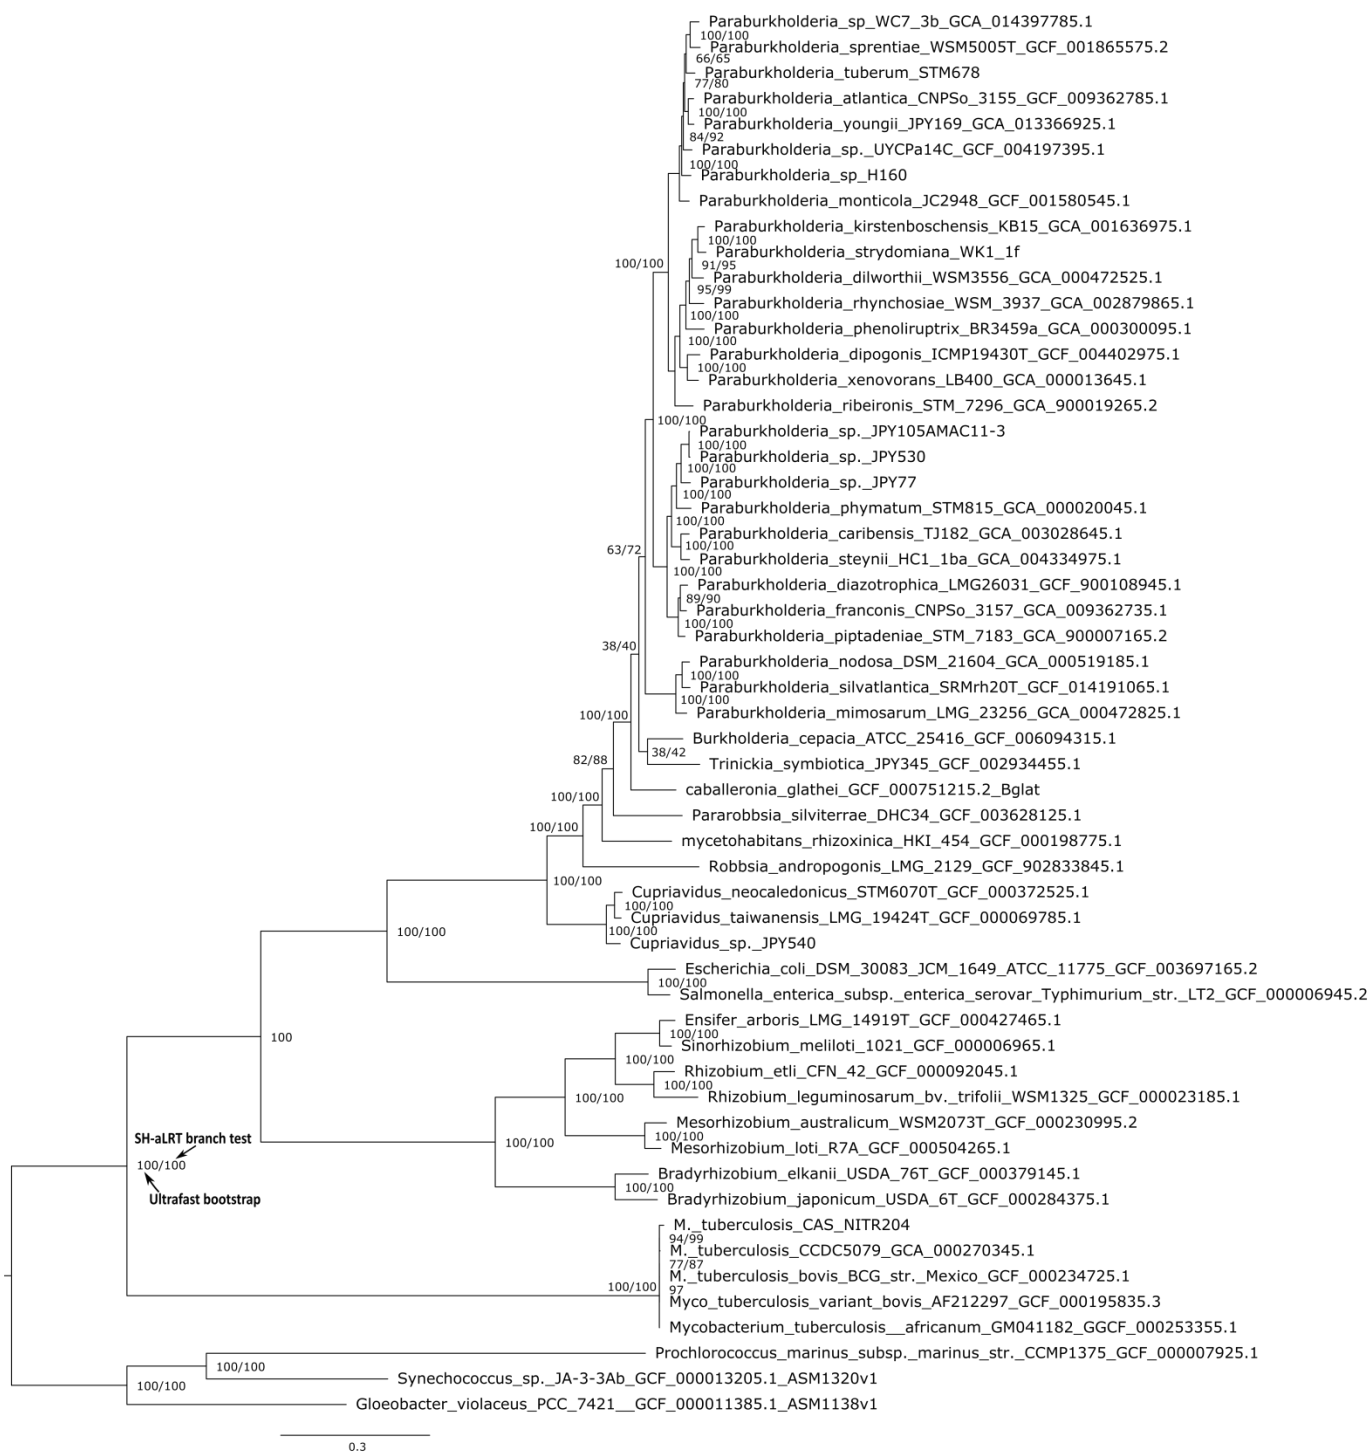 Paraburkholderia_sp_WC7_3b_GCA_014397785.1
100/100
Paraburkholderia_sprentiae_WSM5005T_GCF_001865575.2
66/65
Paraburkholderia_tuberum_STM678
77/80
Paraburkholderia_atlantica_CNPSo_3155_GCF_009362785.1
100/100
Paraburkholderia_youngii_JPY169_GCA_013366925.1
84/92
Paraburkholderia_sp._UYCPa14C_GCF_004197395.1
100/100
Paraburkholderia_sp_H160
Paraburkholderia_monticola_JC2948_GCF_001580545.1
Paraburkholderia_kirstenboschensis_KB15_GCA_001636975.1
100/100
Paraburkholderia_strydomiana_WK1_1f
100/100
91/95
Paraburkholderia_dilworthii_WSM3556_GCA_000472525.1
95/99
Paraburkholderia_rhynchosiae_WSM_3937_GCA_002879865.1
100/100
Paraburkholderia_phenoliruptrix_BR3459a_GCA_000300095.1
100/100
Paraburkholderia_dipogonis_ICMP19430T_GCF_004402975.1
100/100
Paraburkholderia_xenovorans_LB400_GCA_000013645.1
Paraburkholderia_ribeironis_STM_7296_GCA_900019265.2
100/100
Paraburkholderia_sp._JPY105AMAC11-3
100/100
Paraburkholderia_sp._JPY530
100/100
Paraburkholderia_sp._JPY77
100/100
Paraburkholderia_phymatum_STM815_GCA_000020045.1
100/100
Paraburkholderia_caribensis_TJ182_GCA_003028645.1
100/100
63/72
Paraburkholderia_steynii_HC1_1ba_GCA_004334975.1
100/100
Paraburkholderia_diazotrophica_LMG26031_GCF_900108945.1
89/90
Paraburkholderia_franconis_CNPSo_3157_GCA_009362735.1
100/100
Paraburkholderia_piptadeniae_STM_7183_GCA_900007165.2
38/40
Paraburkholderia_nodosa_DSM_21604_GCA_000519185.1
100/100
Paraburkholderia_silvatlantica_SRMrh20T_GCF_014191065.1
100/100
Paraburkholderia_mimosarum_LMG_23256_GCA_000472825.1
100/100
Burkholderia_cepacia_ATCC_25416_GCF_006094315.1
38/42
82/88
Trinickia_symbiotica_JPY345_GCF_002934455.1
caballeronia_glathei_GCF_000751215.2_Bglat
100/100
Pararobbsia_silviterrae_DHC34_GCF_003628125.1
100/100
mycetohabitans_rhizoxinica_HKI_454_GCF_000198775.1
Robbsia_andropogonis_LMG_2129_GCF_902833845.1
100/100
Cupriavidus_neocaledonicus_STM6070T_GCF_000372525.1
100/100
Cupriavidus_taiwanensis_LMG_19424T_GCF_000069785.1
100/100
100/100
Cupriavidus_sp._JPY540
Escherichia_coli_DSM_30083_JCM_1649_ATCC_11775_GCF_003697165.2
100/100
Salmonella_enterica_subsp._enterica_serovar_Typhimurium_str._LT2_GCF_000006945.2
Ensifer_arboris_LMG_14919T_GCF_000427465.1
100/100
100
Sinorhizobium_meliloti_1021_GCF_000006965.1
100/100
Rhizobium_etli_CFN_42_GCF_000092045.1
100/100
Rhizobium_leguminosarum_bv._trifolii_WSM1325_GCF_000023185.1
100/100
Mesorhizobium_australicum_WSM2073T_GCF_000230995.2
100/100
SH-aLRT branch test
100/100
Mesorhizobium_loti_R7A_GCF_000504265.1
100/100
Bradyrhizobium_elkanii_USDA_76T_GCF_000379145.1
100/100
Ultrafast bootstrap
Bradyrhizobium_japonicum_USDA_6T_GCF_000284375.1
M._tuberculosis_CAS_NITR204
94/99
M._tuberculosis_CCDC5079_GCA_000270345.1
77/87
M._tuberculosis_bovis_BCG_str._Mexico_GCF_000234725.1
100/100
97
Myco_tuberculosis_variant_bovis_AF212297_GCF_000195835.3
Mycobacterium_tuberculosis__africanum_GM041182_GGCF_000253355.1
Prochlorococcus_marinus_subsp._marinus_str._CCMP1375_GCF_000007925.1
100/100
Synechococcus_sp._JA-3-3Ab_GCF_000013205.1_ASM1320v1
100/100
Gloeobacter_violaceus_PCC_7421__GCF_000011385.1_ASM1138v1
0.3